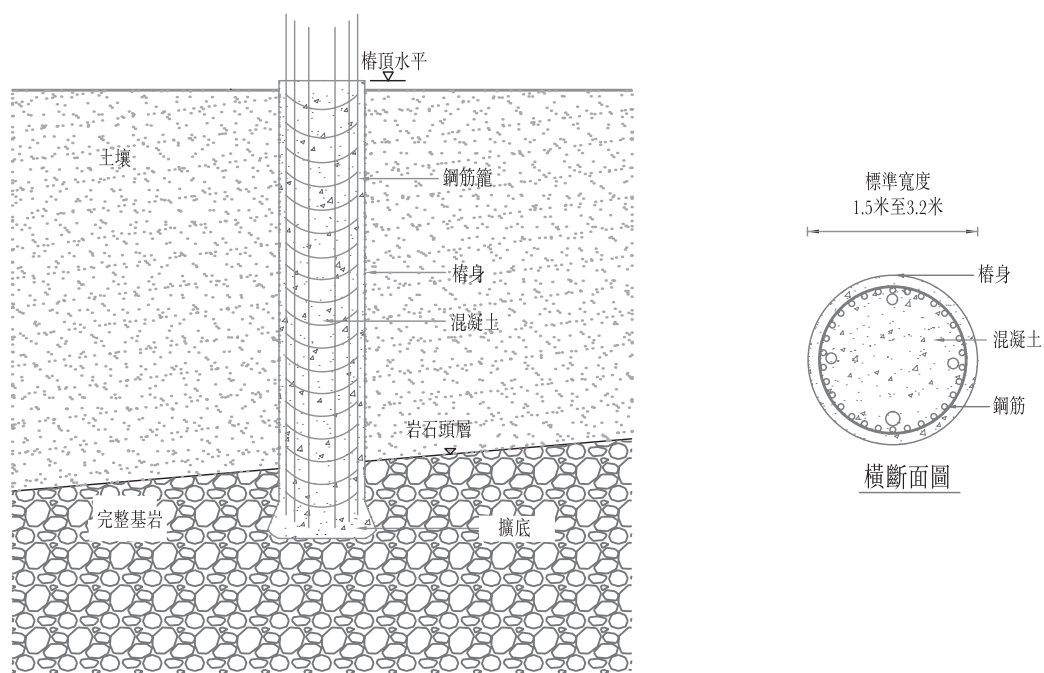 樁頂水平
土壤
鋼筋籠
樁身
混凝土
岩石頭層
完整基岩
擴底
標準寬度
1.5米至3.2米
樁身
混凝土
鋼筋
橫斷面圖